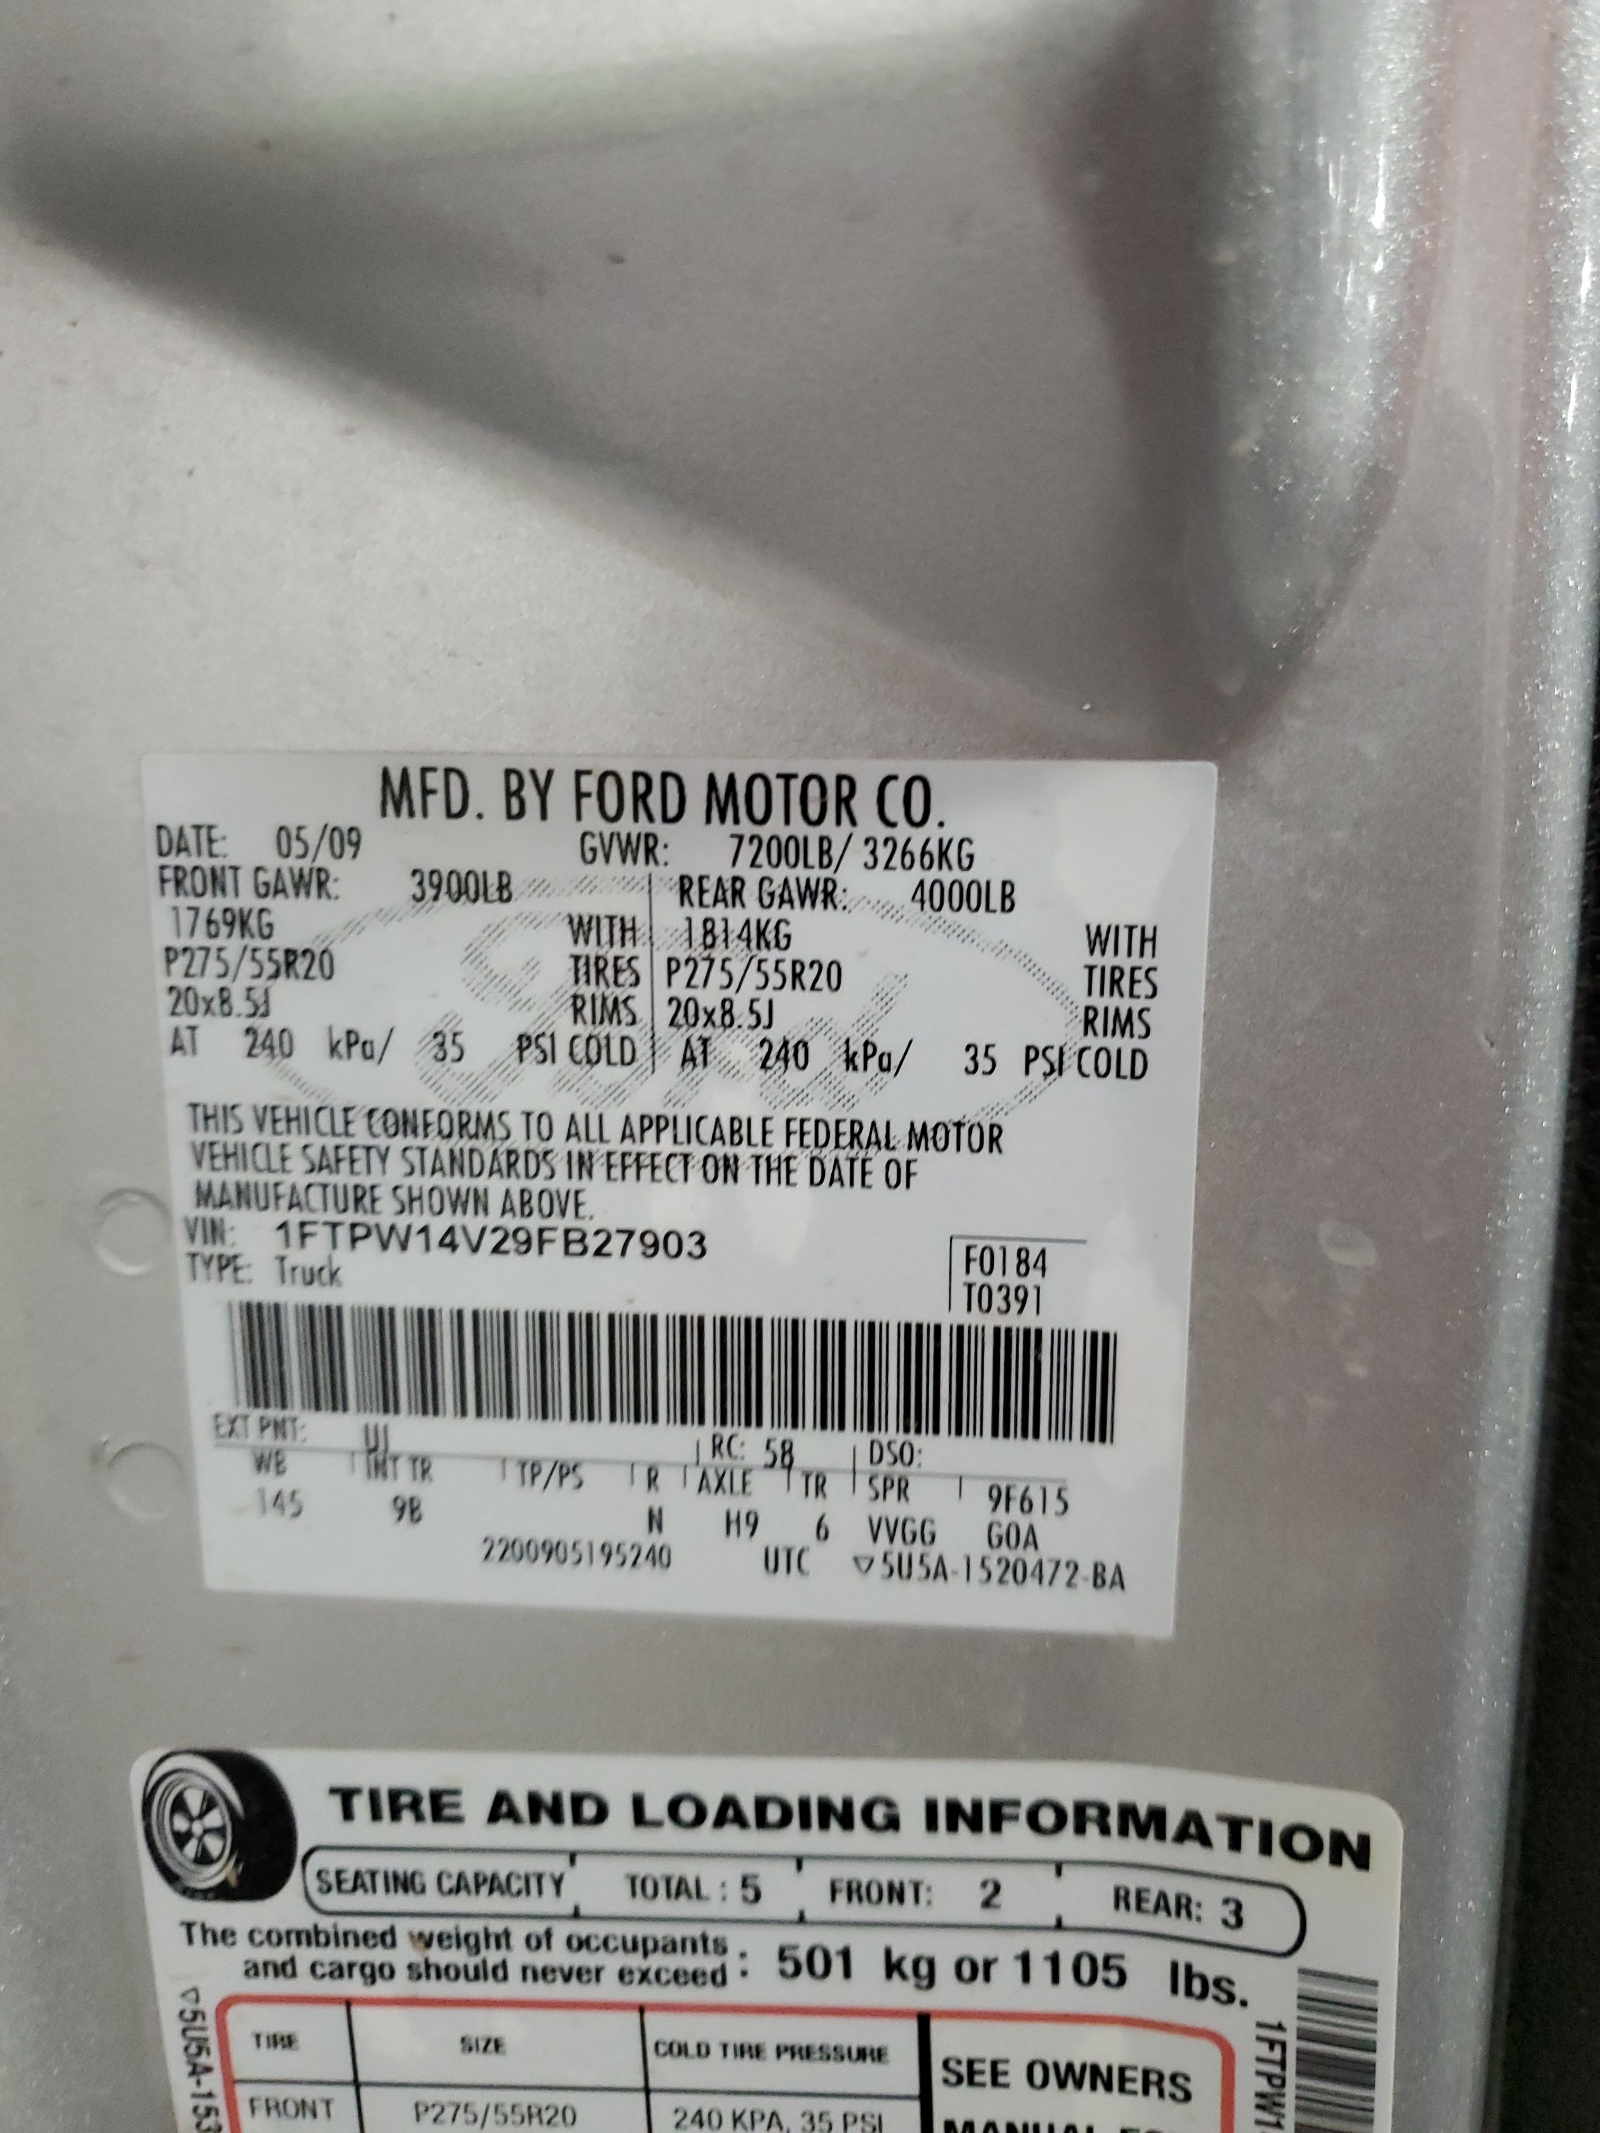 MFD. BY FORD MOTOR CO.
DATE: 05/09 GVWR: 7200LB/ 3266KG
FRONT GAWR: 3900LB REAR GAWR: 4000LB
1769KG WITH 1814KG WITH
P275/55R20 TIRES P275/55R20 TIRES
20x8.5J RIMS 20x8.5J RIMS
AT 240 kPa/ 35 PSI COLD AT 240 kPa/ 35 PSI COLD
THIS VEHICLE CONFORMS TO ALL APPLICABLE FEDERAL MOTOR
VEHICLE SAFETY STANDARDS IN EFFECT ON THE DATE OF
MANUFACTURE SHOWN ABOVE.
VIN: 1FTPW14V29FB27903
TYPE: Truck
F0184
T0391
EXT PNT: UJ RC: 58 DSO:
WB INT TR TP/PS R AXLE TR SPR 9F615
145 9B N H9 6 VVGG GOA
2200905195240 UTC ▽5U5A-1520472-BA
TIRE AND LOADING INFORMATION
SEATING CAPACITY TOTAL : 5 FRONT: 2 REAR: 3
The combined weight of occupants
and cargo should never exceed : 501 kg or 1105 lbs.
TIRE SIZE COLD TIRE PRESSURE SEE OWNERS
FRONT P275/55R20 240 KPA, 35 PSI MANUAL FO
▽5U5A-153
1FTPW1